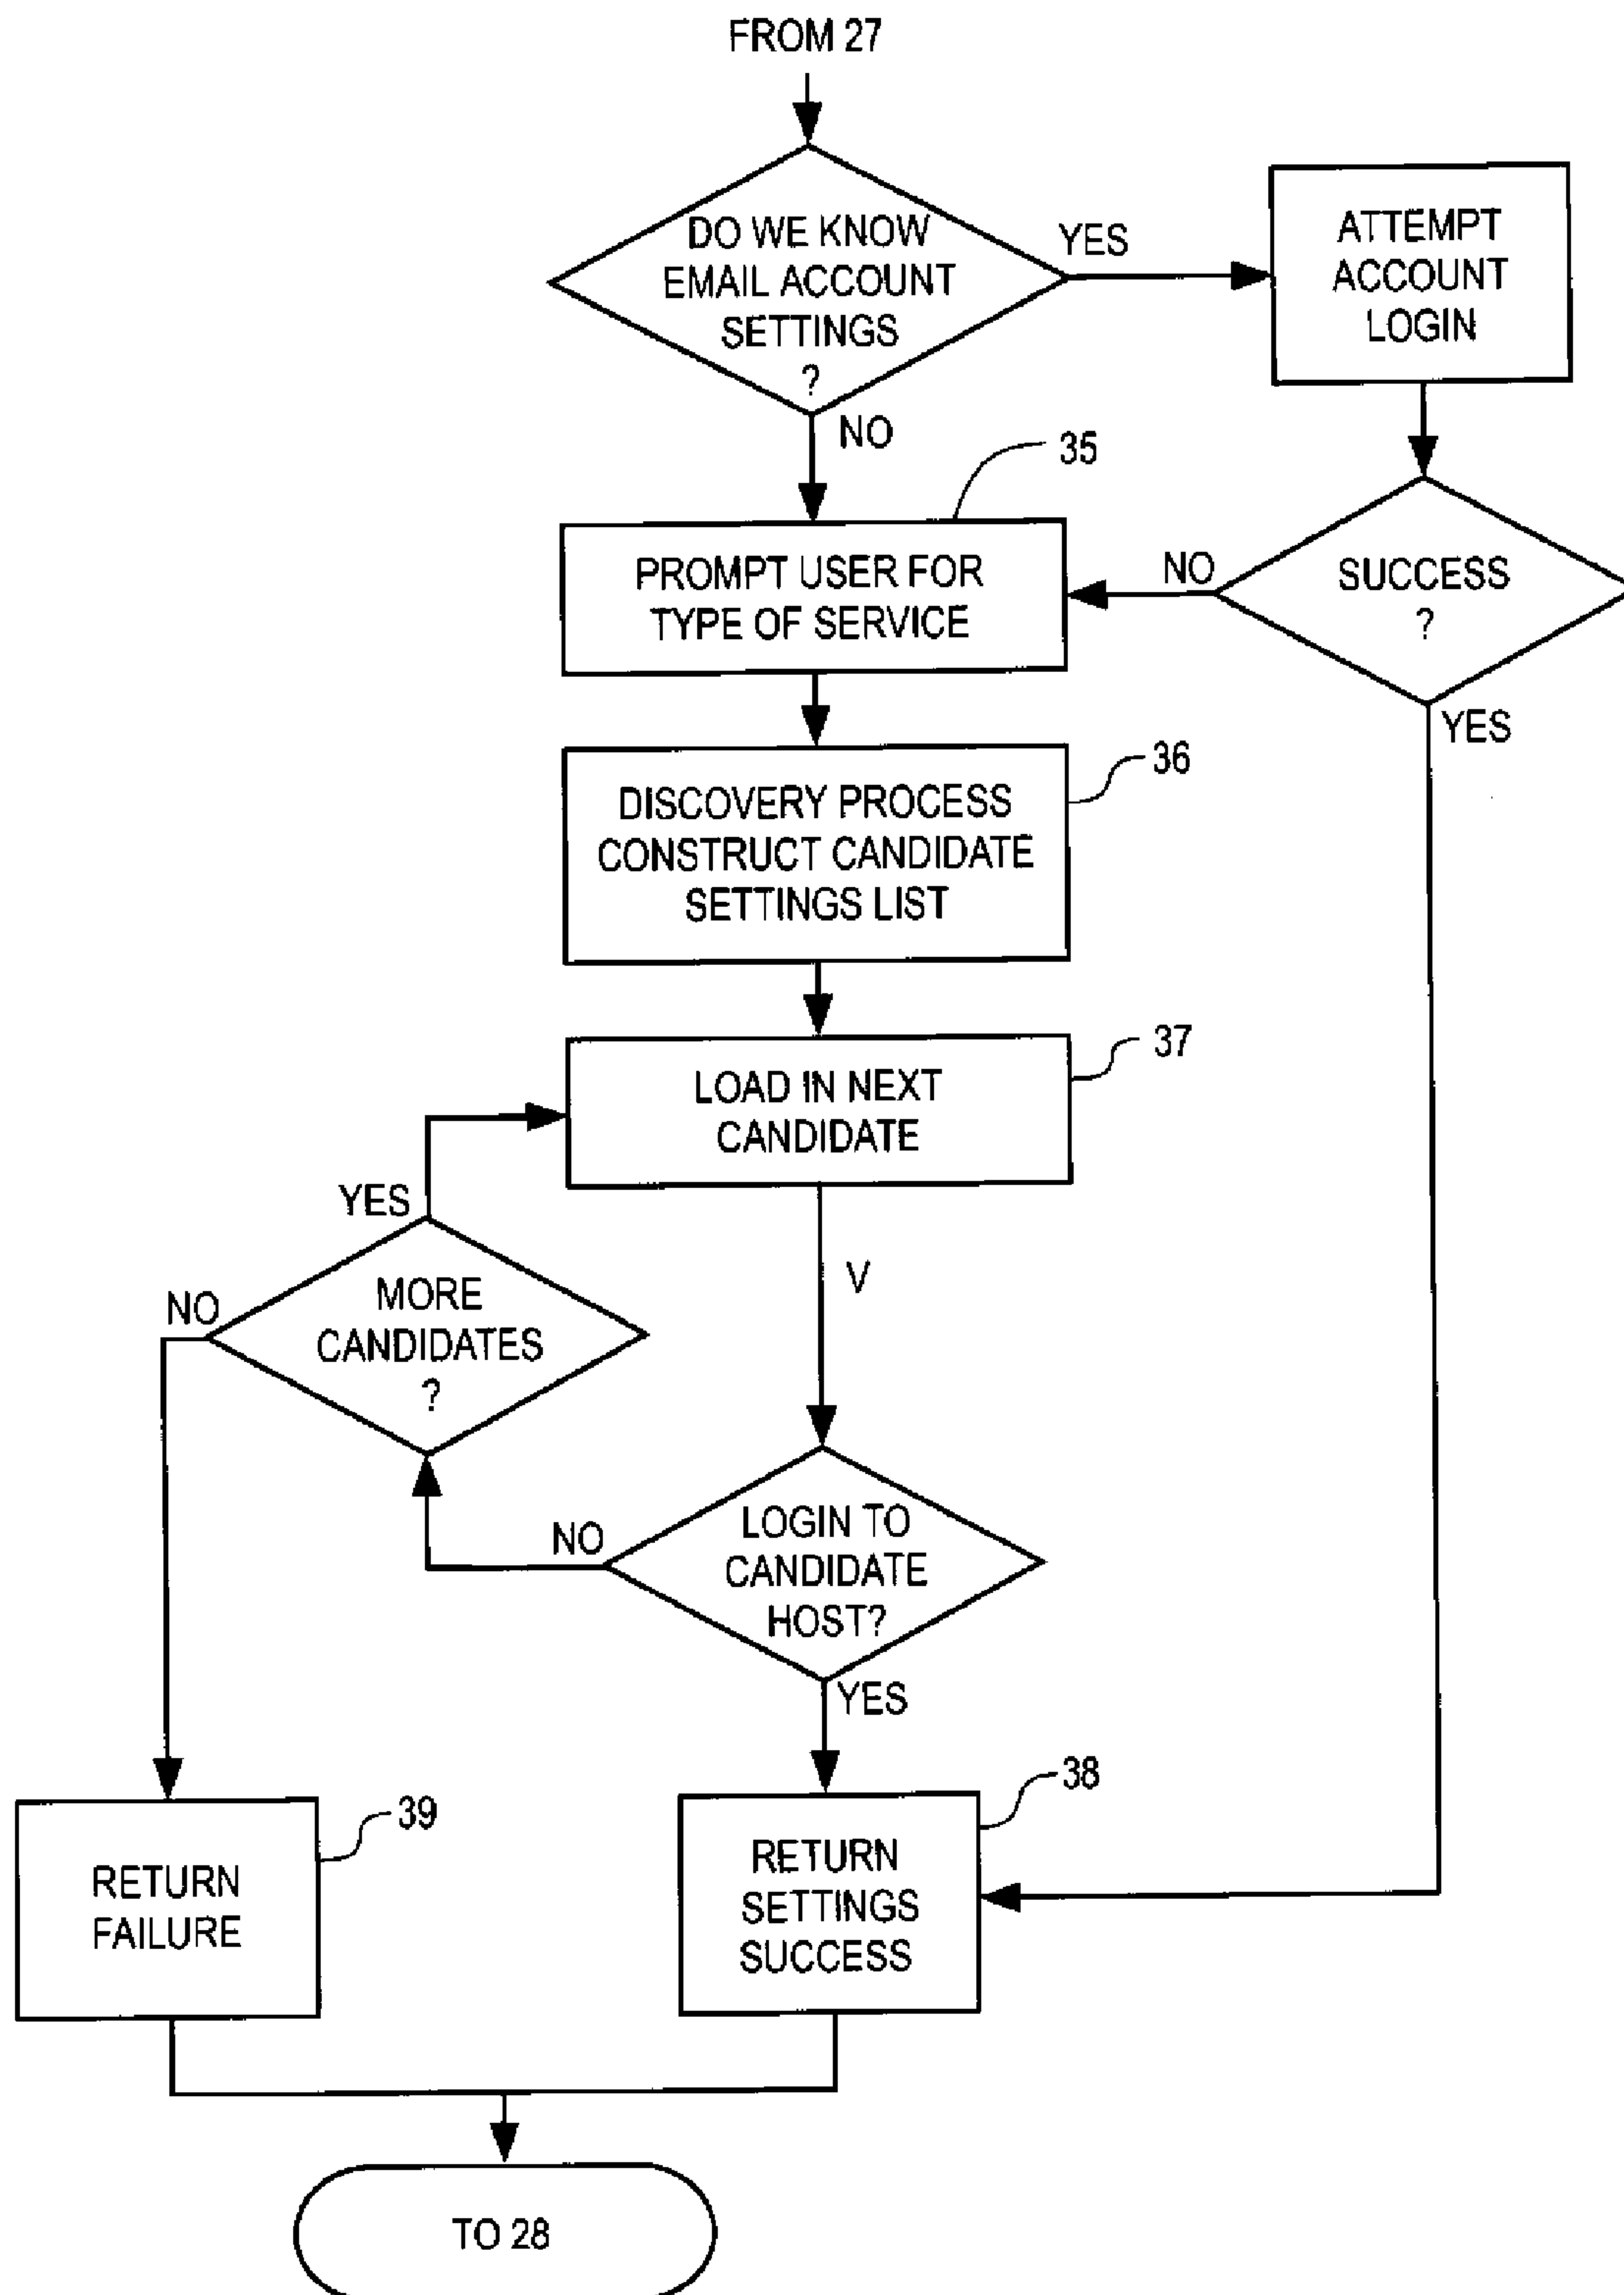 FROM 27
DO WE KNOW
EMAIL ACCOUNT
SETTINGS
?
YES
ATTEMPT
ACCOUNT
LOGIN
NO
35
PROMPT USER FOR
TYPE OF SERVICE
NO
SUCCESS
?
YES
36
DISCOVERY PROCESS
CONSTRUCT CANDIDATE
SETTINGS LIST
37
LOAD IN NEXT
CANDIDATE
YES
V
NO
MORE
CANDIDATES
?
NO
LOGIN TO
CANDIDATE
HOST?
YES
39
RETURN
FAILURE
38
RETURN
SETTINGS
SUCCESS
TO 28